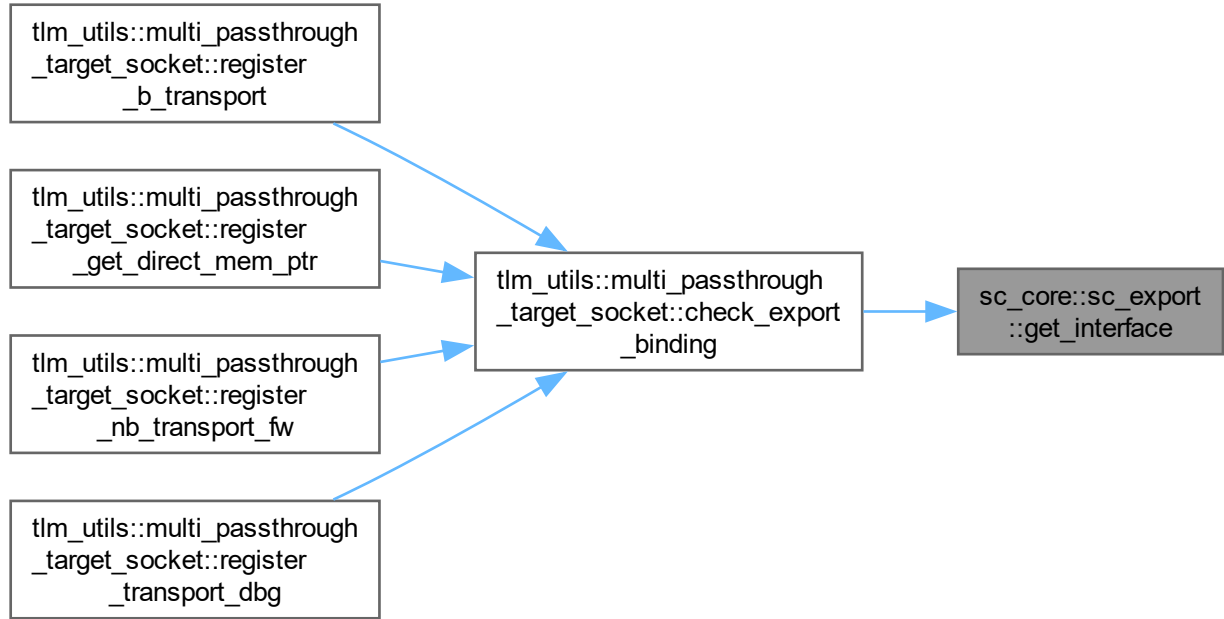 tlm_utils::multi_passthrough
_target_socket::register
_b_transport
tlm_utils::multi_passthrough
_target_socket::register
_get_direct_mem_ptr
tlm_utils::multi_passthrough
_target_socket::register
_nb_transport_fw
tlm_utils::multi_passthrough
_target_socket::register
_transport_dbg
tlm_utils::multi_passthrough
_target_socket::check_export
_binding
sc_core::sc_export
::get_interface